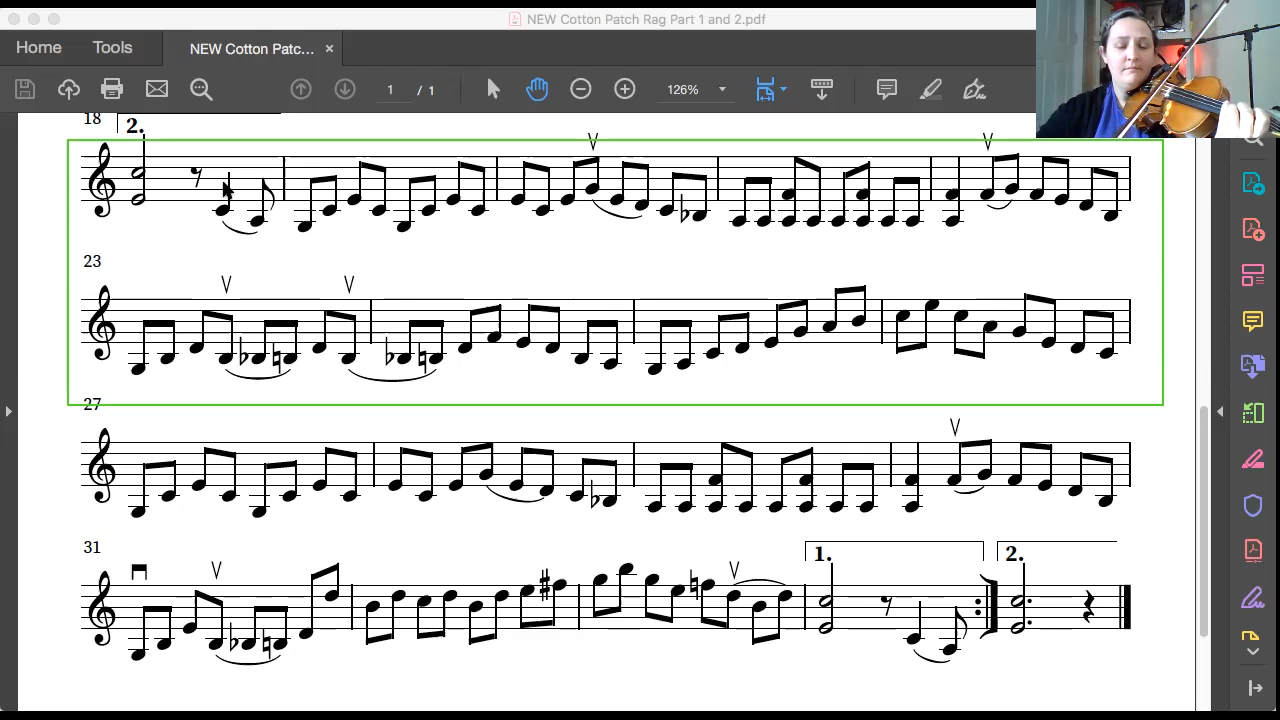 NEW Cotton Patch Rag Part 1 and 2.pdf
Home Tools NEW Cotton Patc... ×
1 / 1 126%
18 2.
23
27
31 1. 2.